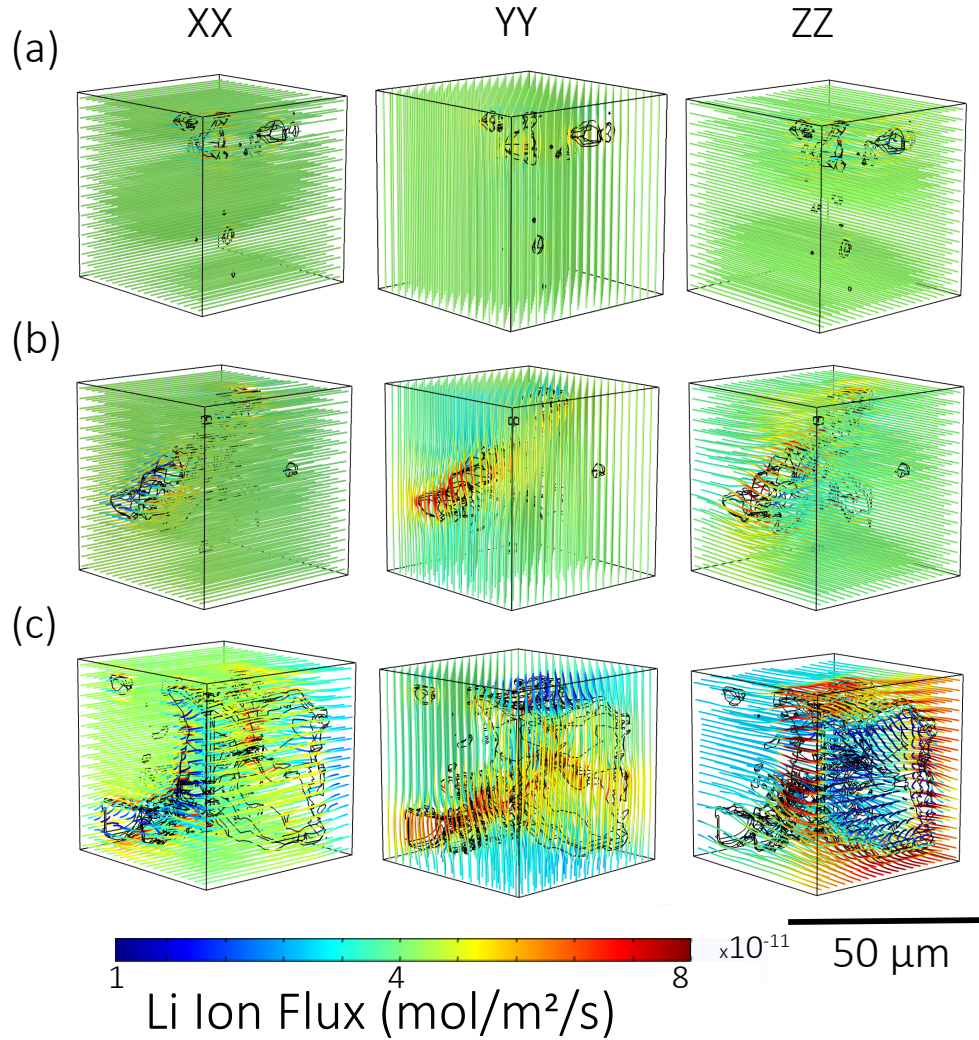 XX YY ZZ
(a)
(b)
(c)
x10⁻¹¹
1 4 8
50 µm
Li Ion Flux (mol/m²/s)